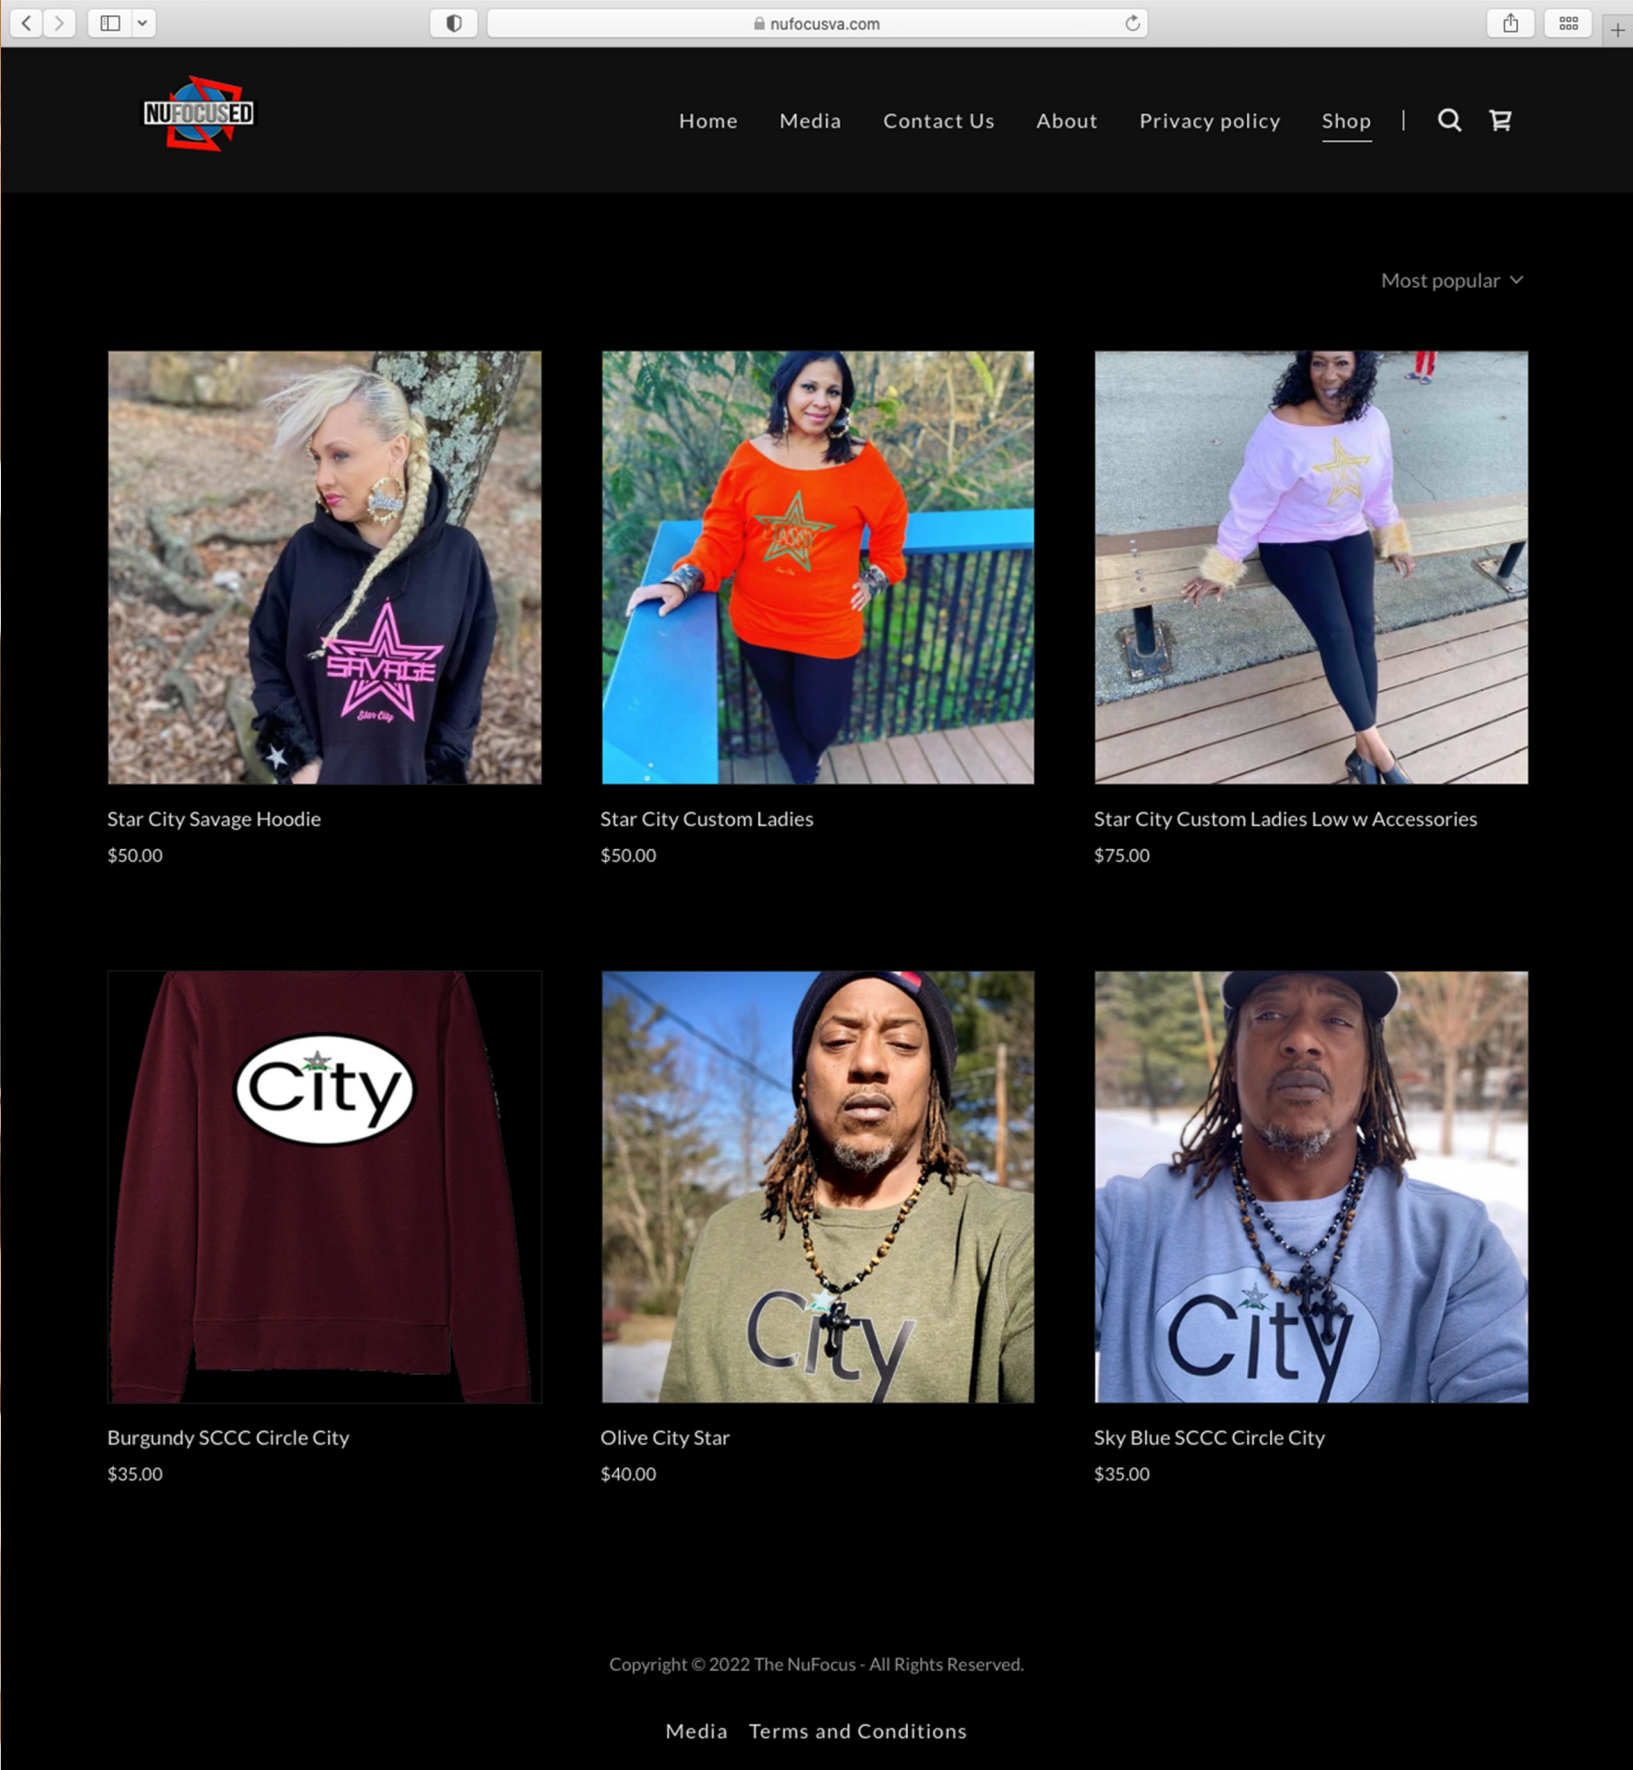 nufocusva.com
NUFOCUSED
Home Media Contact Us About Privacy policy Shop
Most popular
SAVAGE
Star City
CLASSY
Star City Savage Hoodie
$50.00
Star City Custom Ladies
$50.00
Star City Custom Ladies Low w Accessories
$75.00
City
City
City
Burgundy SCCC Circle City
$35.00
Olive City Star
$40.00
Sky Blue SCCC Circle City
$35.00
Copyright © 2022 The NuFocus - All Rights Reserved.
Media Terms and Conditions